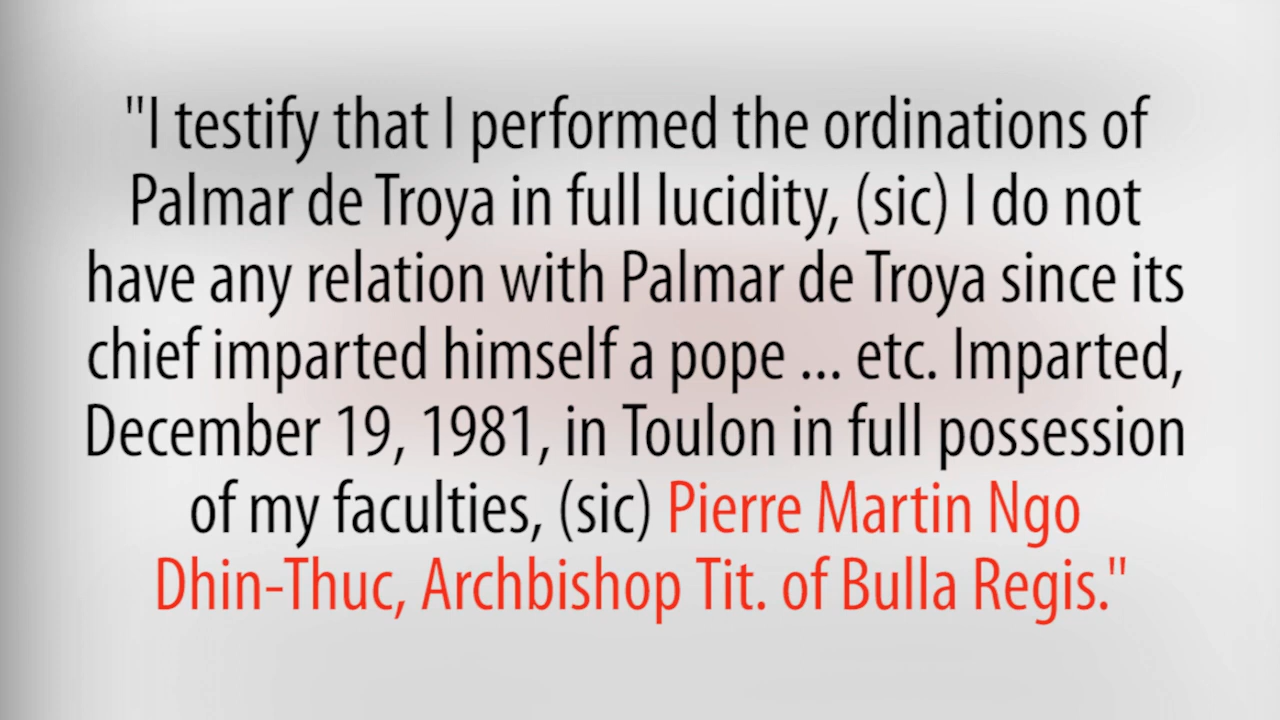 "I testify that I performed the ordinations of
Palmar de Troya in full lucidity, (sic) I do not
have any relation with Palmar de Troya since its
chief imparted himself a pope ... etc. Imparted,
December 19, 1981, in Toulon in full possession
of my faculties, (sic) Pierre Martin Ngo
Dhin-Thuc, Archbishop Tit. of Bulla Regis."